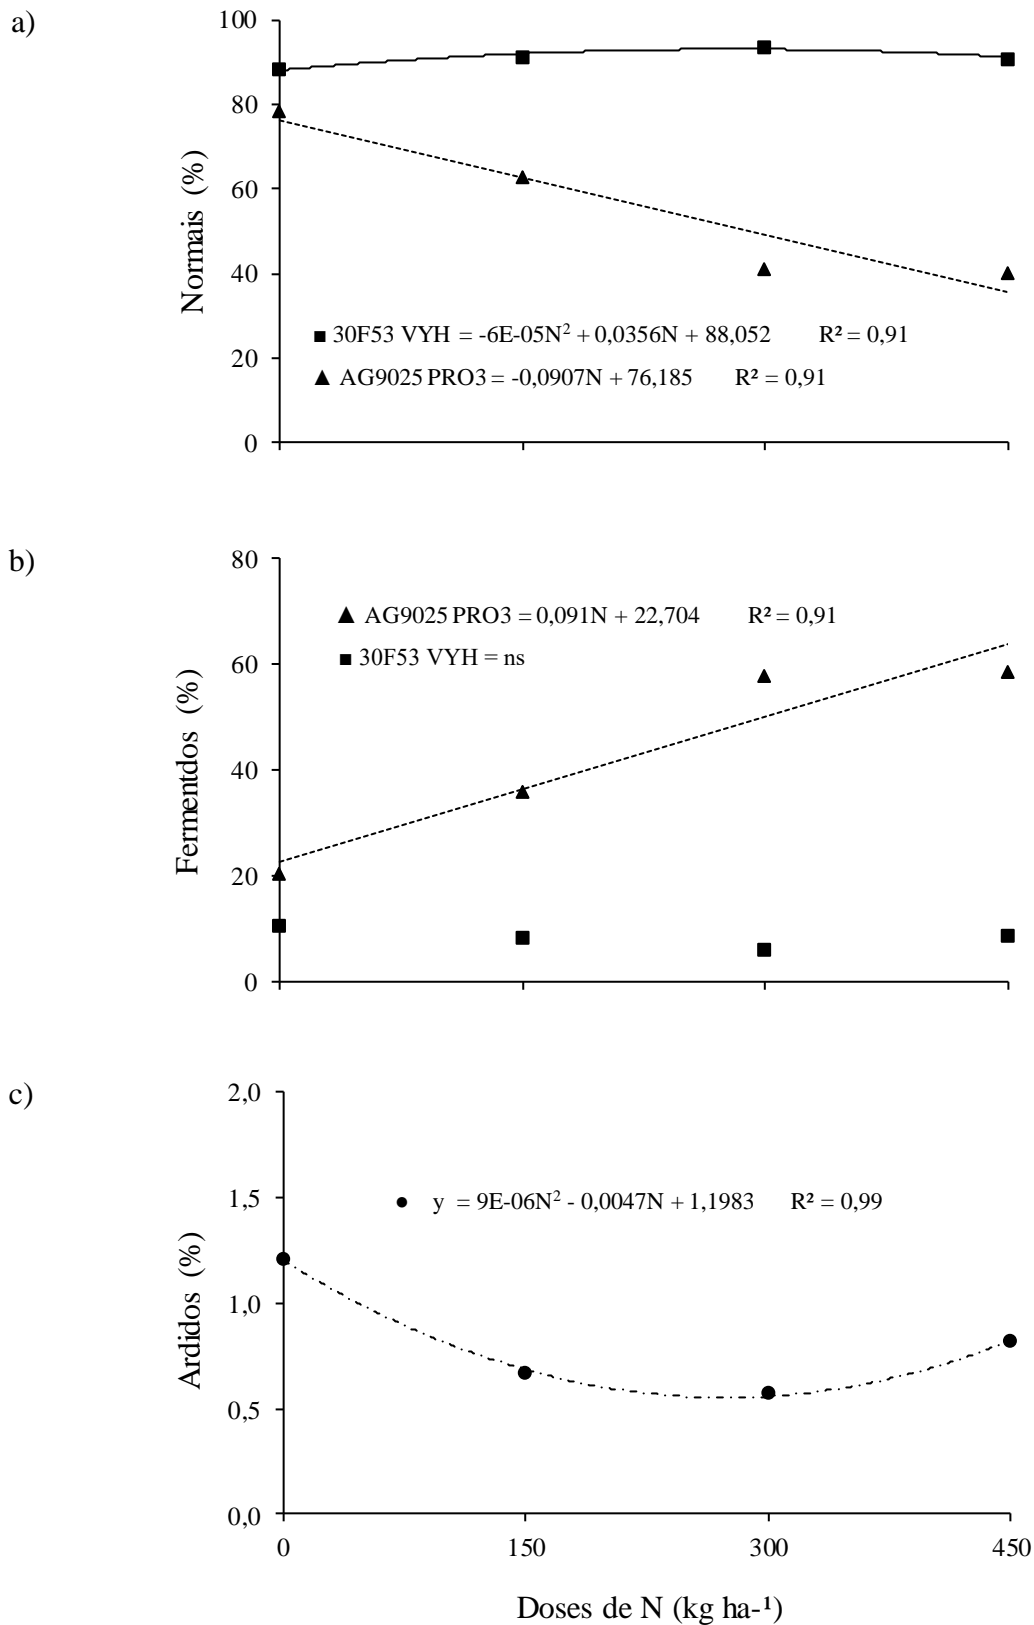 a)
100
80
60
40
20
0
Normais (%)
■ 30F53 VYH = -6E-05N² + 0,0356N + 88,052 R² = 0,91
▲ AG9025 PRO3 = -0,0907N + 76,185 R² = 0,91
b)
80
60
40
20
0
Fermentdos (%)
▲ AG9025 PRO3 = 0,091N + 22,704 R² = 0,91
■ 30F53 VYH = ns
c)
2,0
1,5
1,0
0,5
0,0
Ardidos (%)
● y = 9E-06N² - 0,0047N + 1,1983 R² = 0,99
0 150 300 450
Doses de N (kg ha-¹)